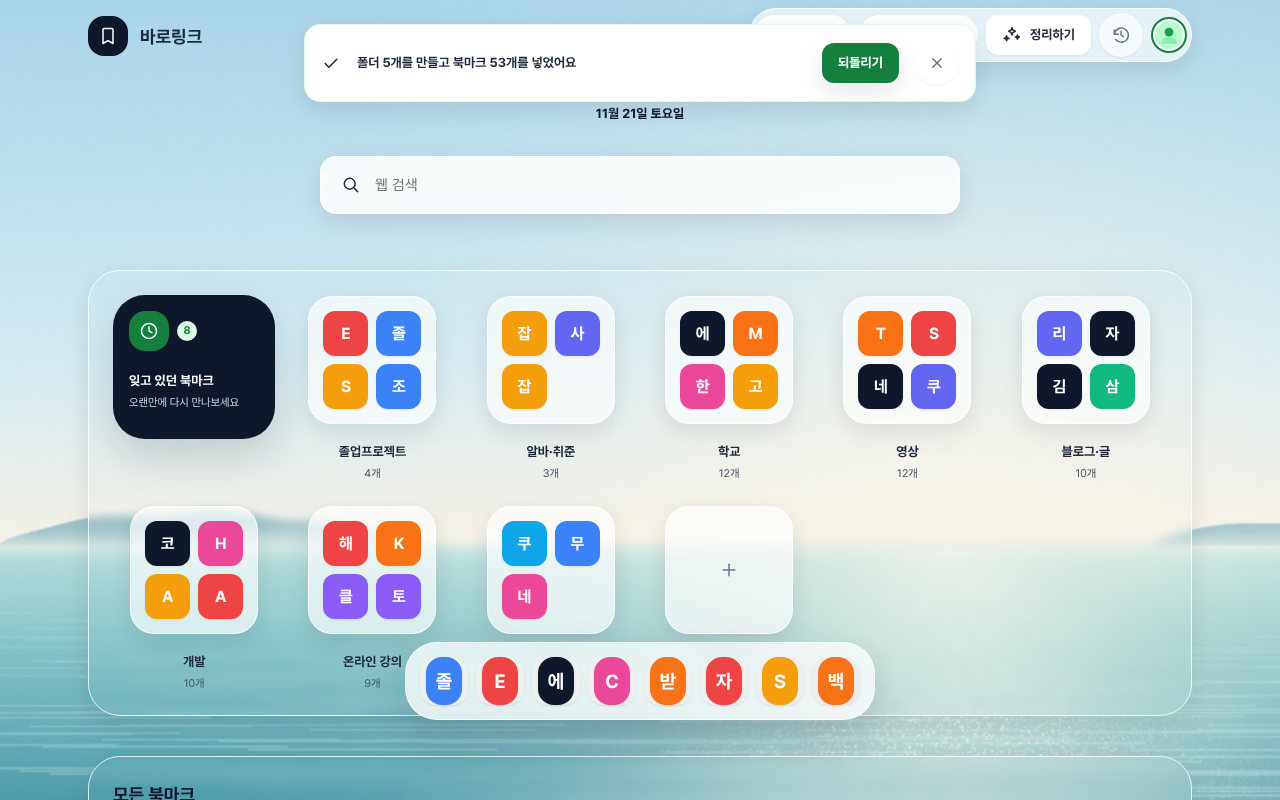 바로링크
폴더 5개를 만들고 북마크 53개를 넣었어요
되돌리기
정리하기
11월 21일 토요일
웹 검색
8
잊고 있던 북마크
오랜만에 다시 만나보세요
E 졸
S 조
졸업프로젝트
4개
잡 사
잡
알바·취준
3개
에 M
한 고
학교
12개
T S
네 쿠
영상
12개
리 자
김 삼
블로그·글
10개
코 H
A A
개발
10개
해 K
클 토
온라인 강의
9개
쿠 무
네
졸 E 에 C 받 자 S 백
모든 북마크